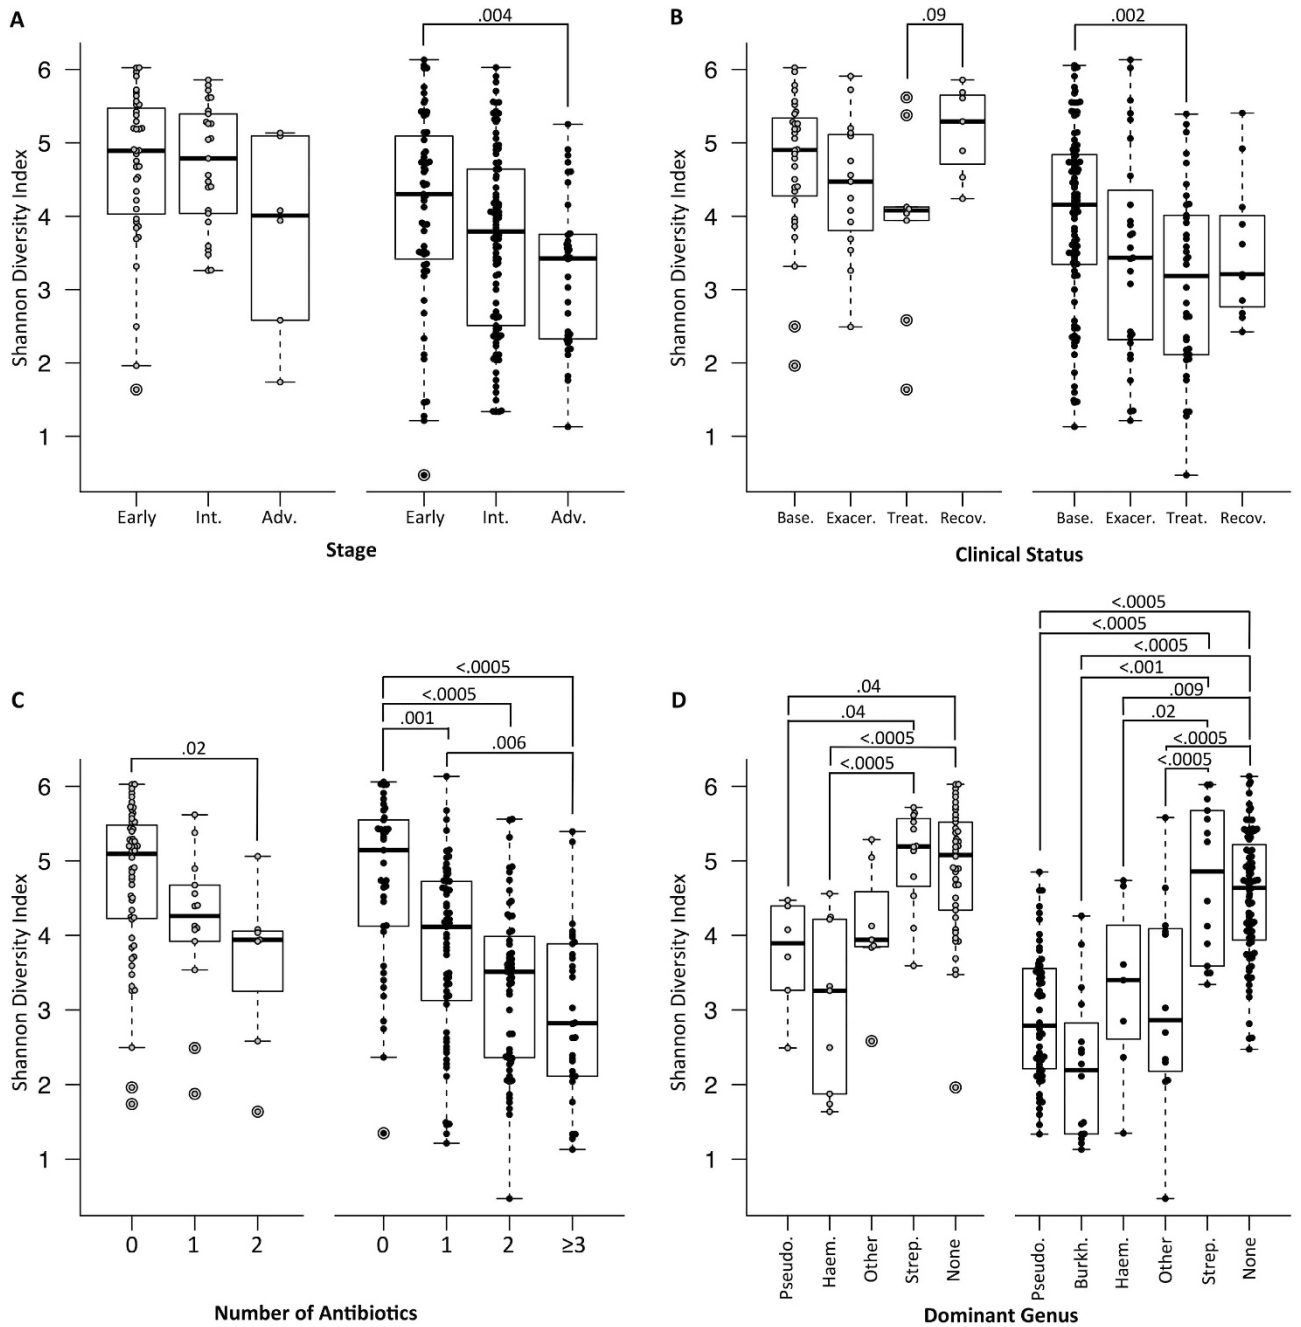 A
.004
Shannon Diversity Index
6
5
4
3
2
1
Early
Int.
Adv.
Early
Int.
Adv.
Stage
B
.09
.002
Shannon Diversity Index
6
5
4
3
2
1
Base.
Exacer.
Treat.
Recov.
Base.
Exacer.
Treat.
Recov.
Clinical Status
C
<.0005
<.0005
.001
.006
.02
Shannon Diversity Index
6
5
4
3
2
1
0
1
2
0
1
2
≥3
Number of Antibiotics
D
<.0005
<.0005
<.0005
<.001
.009
.02
<.0005
<.0005
.04
.04
<.0005
<.0005
Shannon Diversity Index
6
5
4
3
2
1
Pseudo.
Haem.
Other
Strep.
None
Pseudo.
Burkh.
Haem.
Other
Strep.
None
Dominant Genus